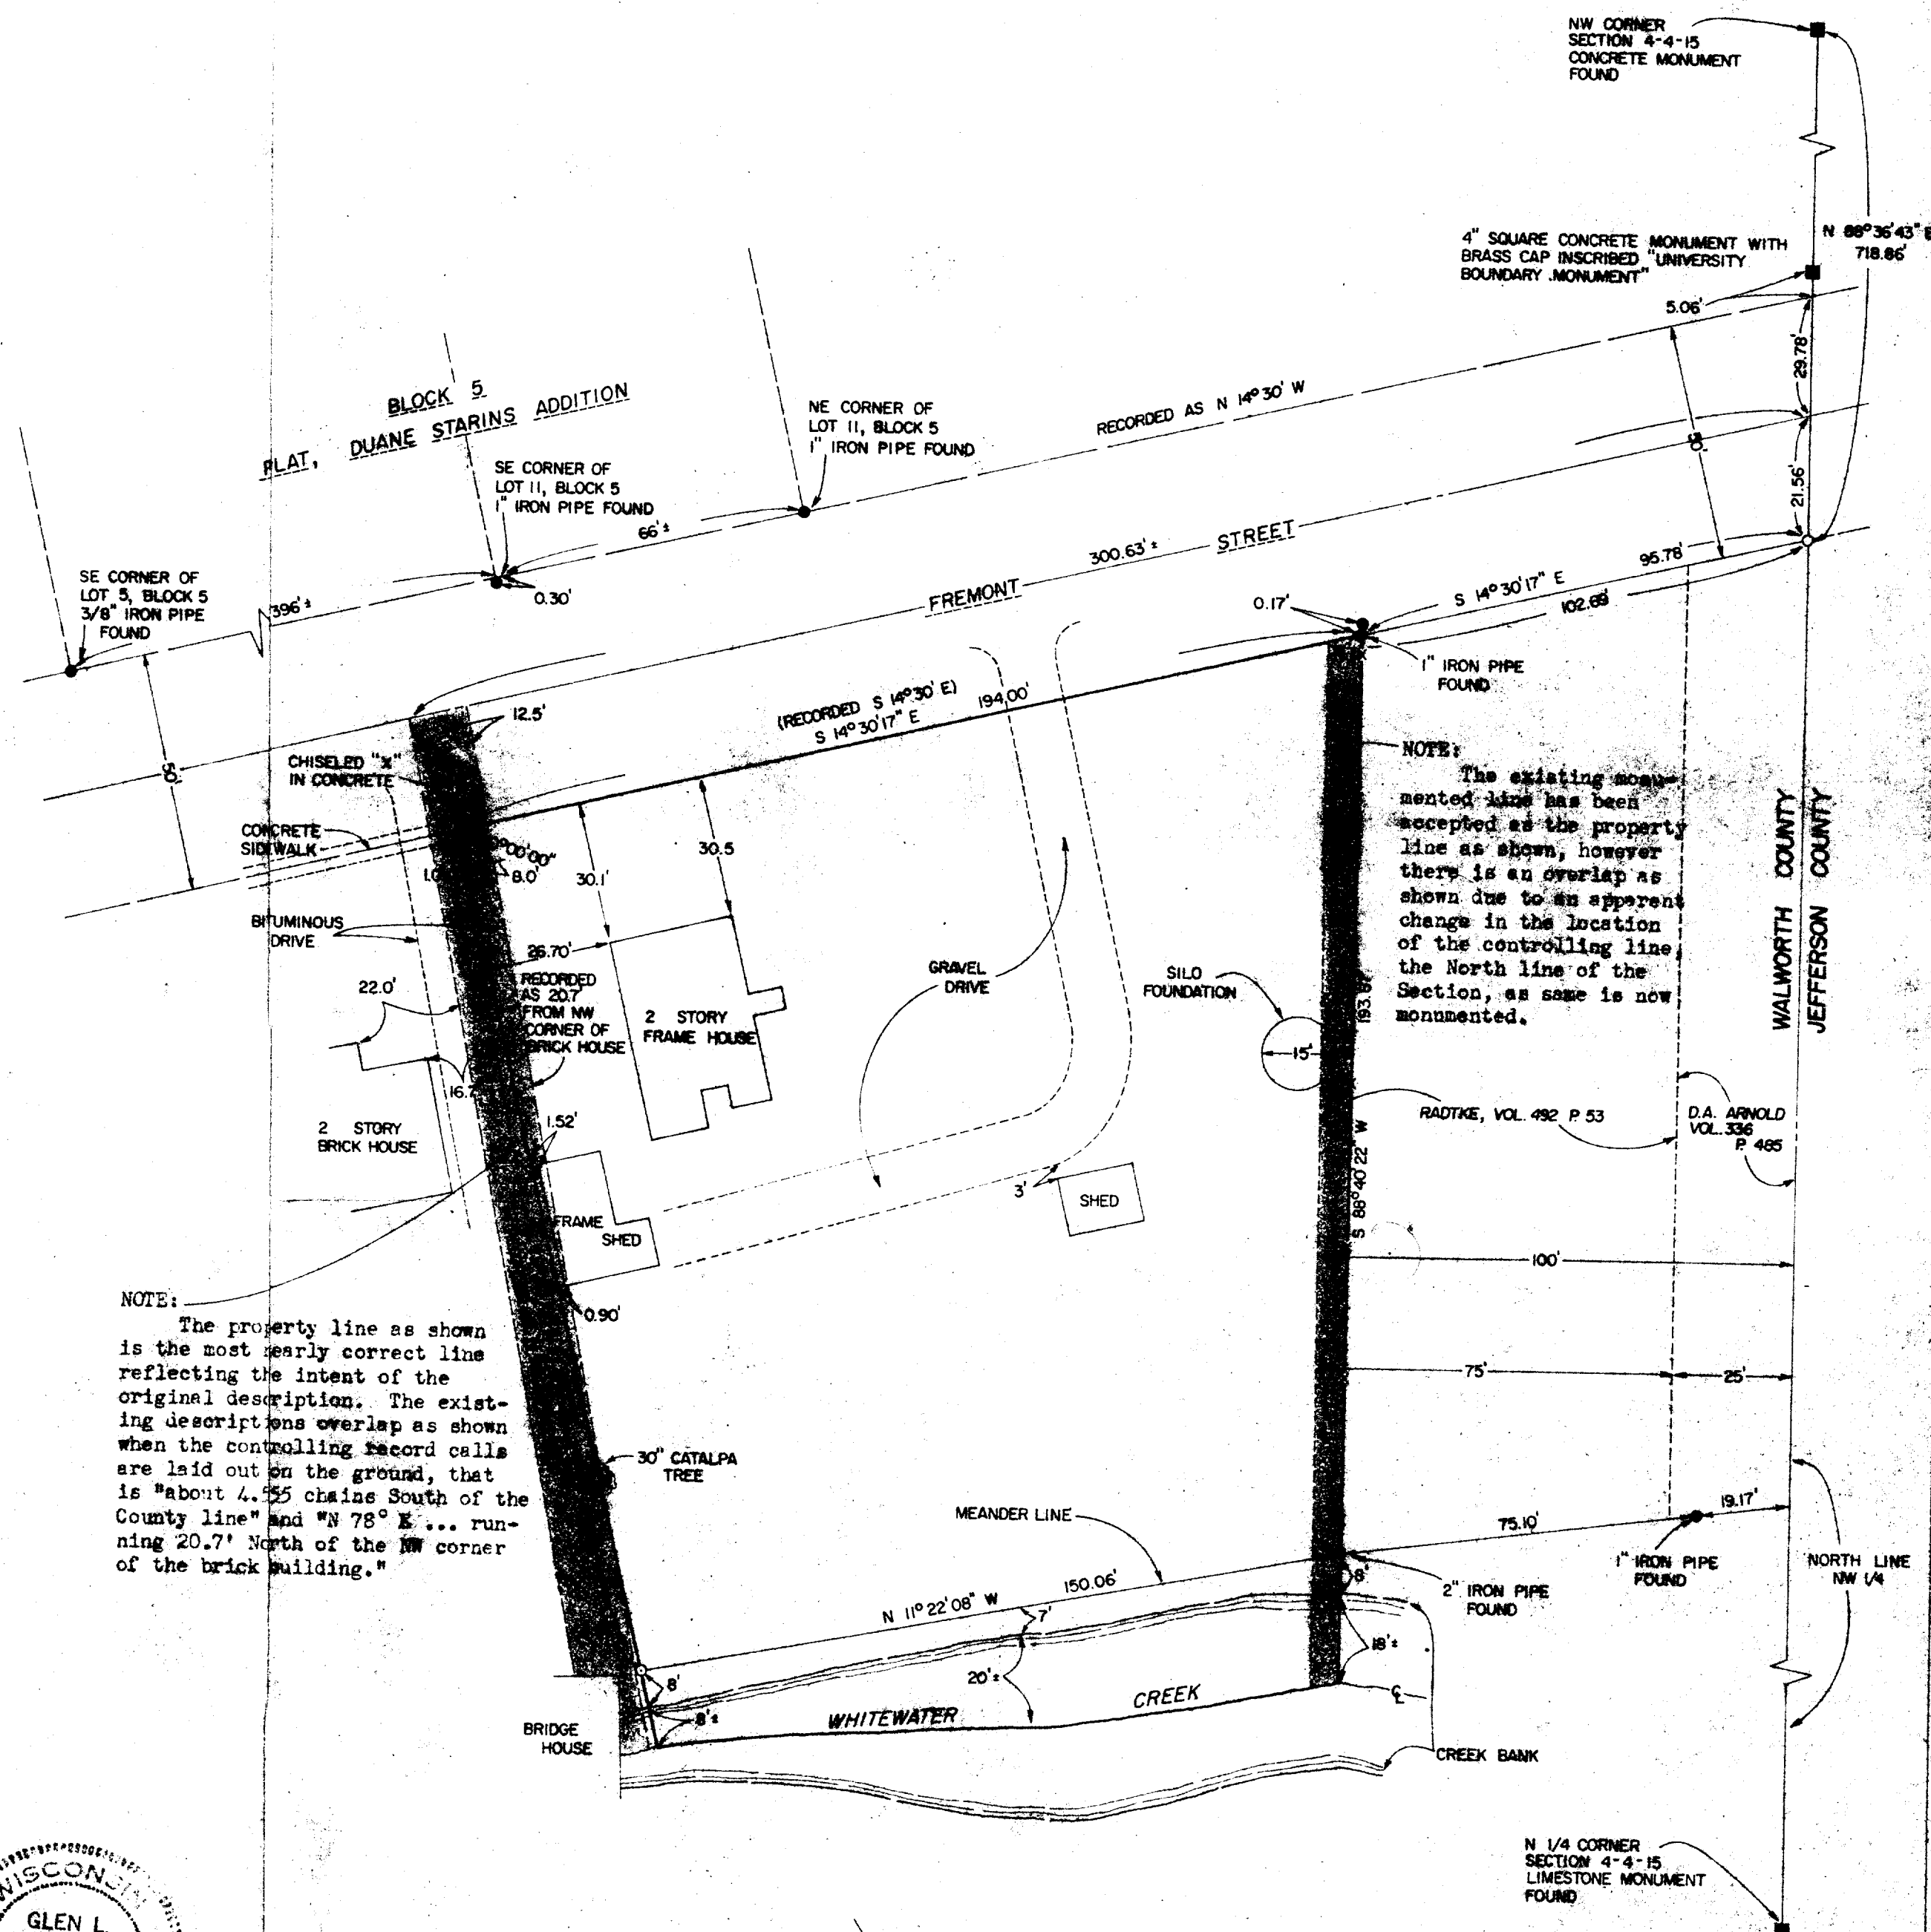 NW CORNER
SECTION 4-4-15
CONCRETE MONUMENT
FOUND
4" SQUARE CONCRETE MONUMENT WITH
BRASS CAP INSCRIBED "UNIVERSITY
BOUNDARY MONUMENT"
N 88°36'43" E
718.86'
5.06'
29.78'
21.56'
50'
RECORDED AS N 14°30' W
BLOCK 5
PLAT, DUANE STARINS ADDITION
NE CORNER OF
LOT 11, BLOCK 5
1" IRON PIPE FOUND
SE CORNER OF
LOT 11, BLOCK 5
1" IRON PIPE FOUND
66'±
0.30'
SE CORNER OF
LOT 5, BLOCK 5
3/8" IRON PIPE
FOUND
396'±
FREMONT
300.63'±
STREET
95.78'
S 14°30'17" E
102.69'
0.17'
1" IRON PIPE
FOUND
(RECORDED S 14°30' E)
S 14°30'17" E
194.00'
12.5'
50'
CHISELED "X"
IN CONCRETE
CONCRETE
SIDEWALK
°00'00"
8.0'
30.1'
30.5
BITUMINOUS
DRIVE
26.70'
RECORDED
AS 20.7'
FROM NW
CORNER OF
BRICK HOUSE
22.0'
2 STORY
FRAME HOUSE
GRAVEL
DRIVE
SILO
FOUNDATION
15'
2 STORY
BRICK HOUSE
1.52'
FRAME
SHED
0.90'
3'
SHED
NOTE:
The existing monu-
mented line has been
accepted as the property
line as shown, however
there is an overlap as
shown due to an apparent
change in the location
of the controlling line,
the North line of the
Section, as same is now
monumented.
WALWORTH COUNTY
JEFFERSON COUNTY
S 88°40'22" W
RADTKE, VOL. 492 P. 53
D.A. ARNOLD
VOL. 336
P. 485
100'
75'
25'
NOTE:
The property line as shown
is the most nearly correct line
reflecting the intent of the
original description. The exist-
ing descriptions overlap as shown
when the controlling record calls
are laid out on the ground, that
is "about 4.555 chains South of the
County line" and "N 78° E ... run-
ning 20.7' North of the NW corner
of the brick building."
30" CATALPA
TREE
MEANDER LINE
75.10'
19.17'
1" IRON PIPE
FOUND
NORTH LINE
NW 1/4
N 11°22'08" W
150.06'
8'
2" IRON PIPE
FOUND
7'
18'±
20'±
8'
8'±
WHITEWATER CREEK
BRIDGE
HOUSE
CREEK BANK
N 1/4 CORNER
SECTION 4-4-15
LIMESTONE MONUMENT
FOUND
WISCONSIN
GLEN L.